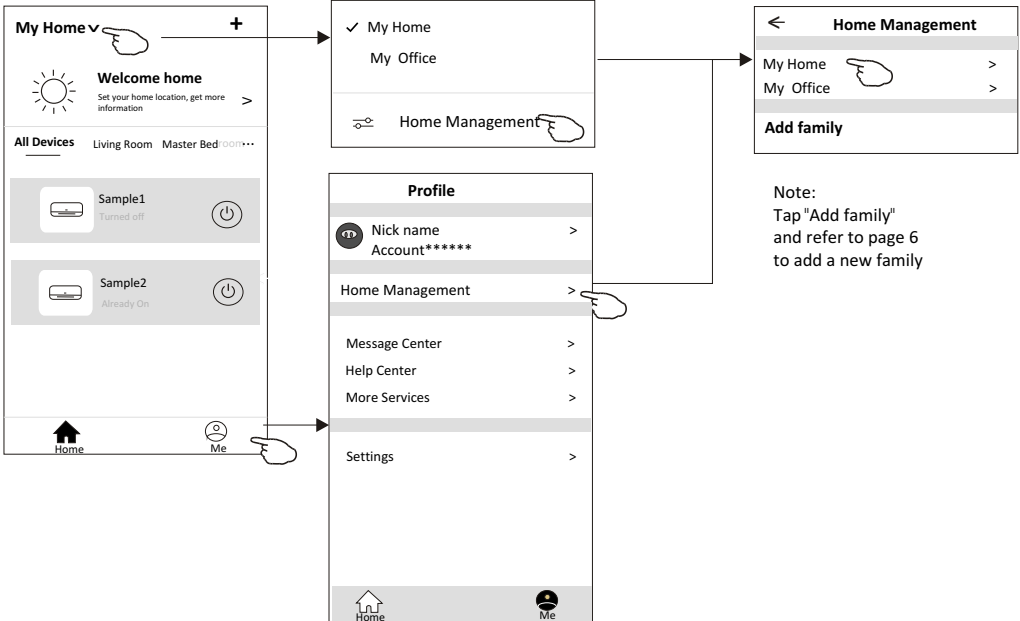 My Home
+
Welcome home
Set your home location, get more
information
>
All Devices Living Room Master Bedroom ...
Sample1
Turned off
Sample2
Already On
Home
Me
✓ My Home
My Office
Home Management
Profile
Nick name >
Account******
Home Management >
Message Center >
Help Center >
More Services >
Settings >
Home
Me
Home Management
My Home >
My Office >
Add family
Note:
Tap "Add family"
and refer to page 6
to add a new family